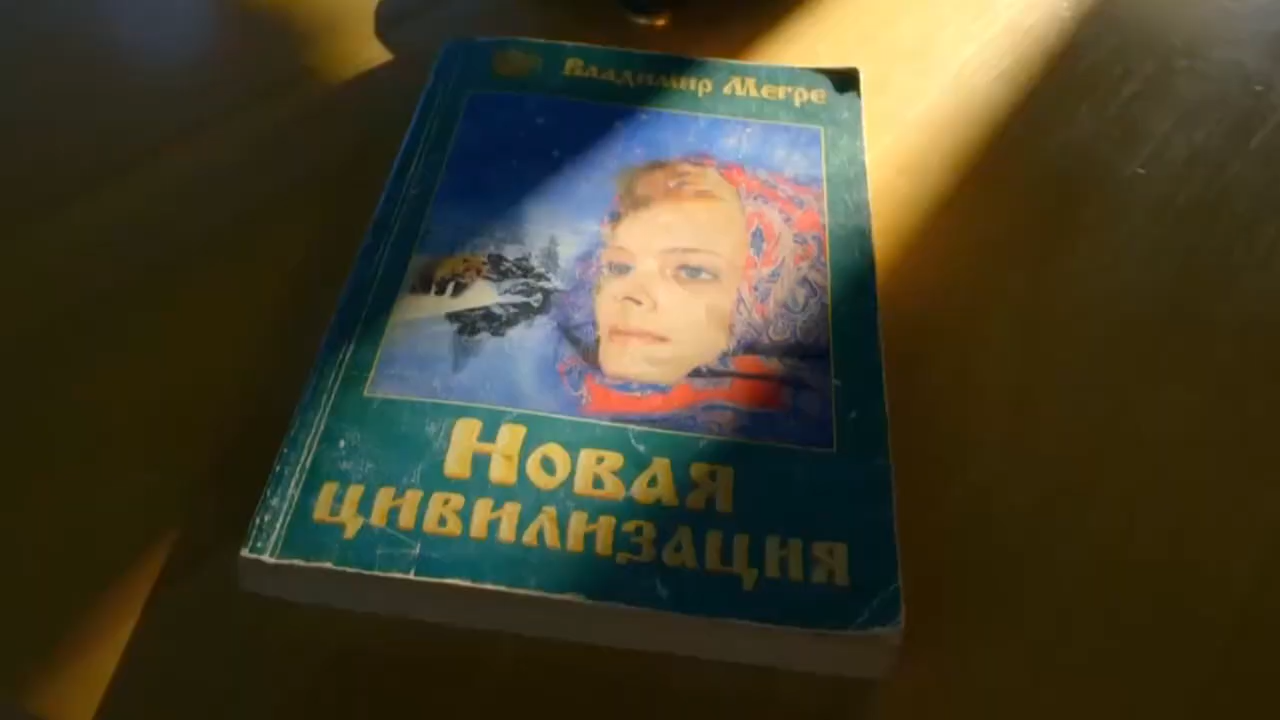 Владимир Мегре
Новая
цивилизация